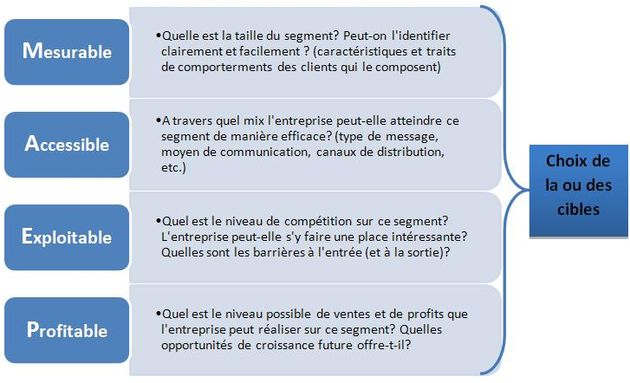 Mesurable
•Quelle est la taille du segment? Peut-on l'identifier
clairement et facilement ? (caractéristiques et traits
de comporterments des clients qui le composent)
Accessible
•A travers quel mix l'entreprise peut-elle atteindre ce
segment de manière efficace? (type de message,
moyen de communication, canaux de distribution,
etc.)
Exploitable
•Quel est le niveau de compétition sur ce segment?
L'entreprise peut-elle s'y faire une place intéressante?
Quelles sont les barrières à l'entrée (et à la sortie)?
Profitable
•Quel est le niveau possible de ventes et de profits que
l'entreprise peut réaliser sur ce segment? Quelles
opportunités de croissance future offre-t-il?
Choix de
la ou des
cibles